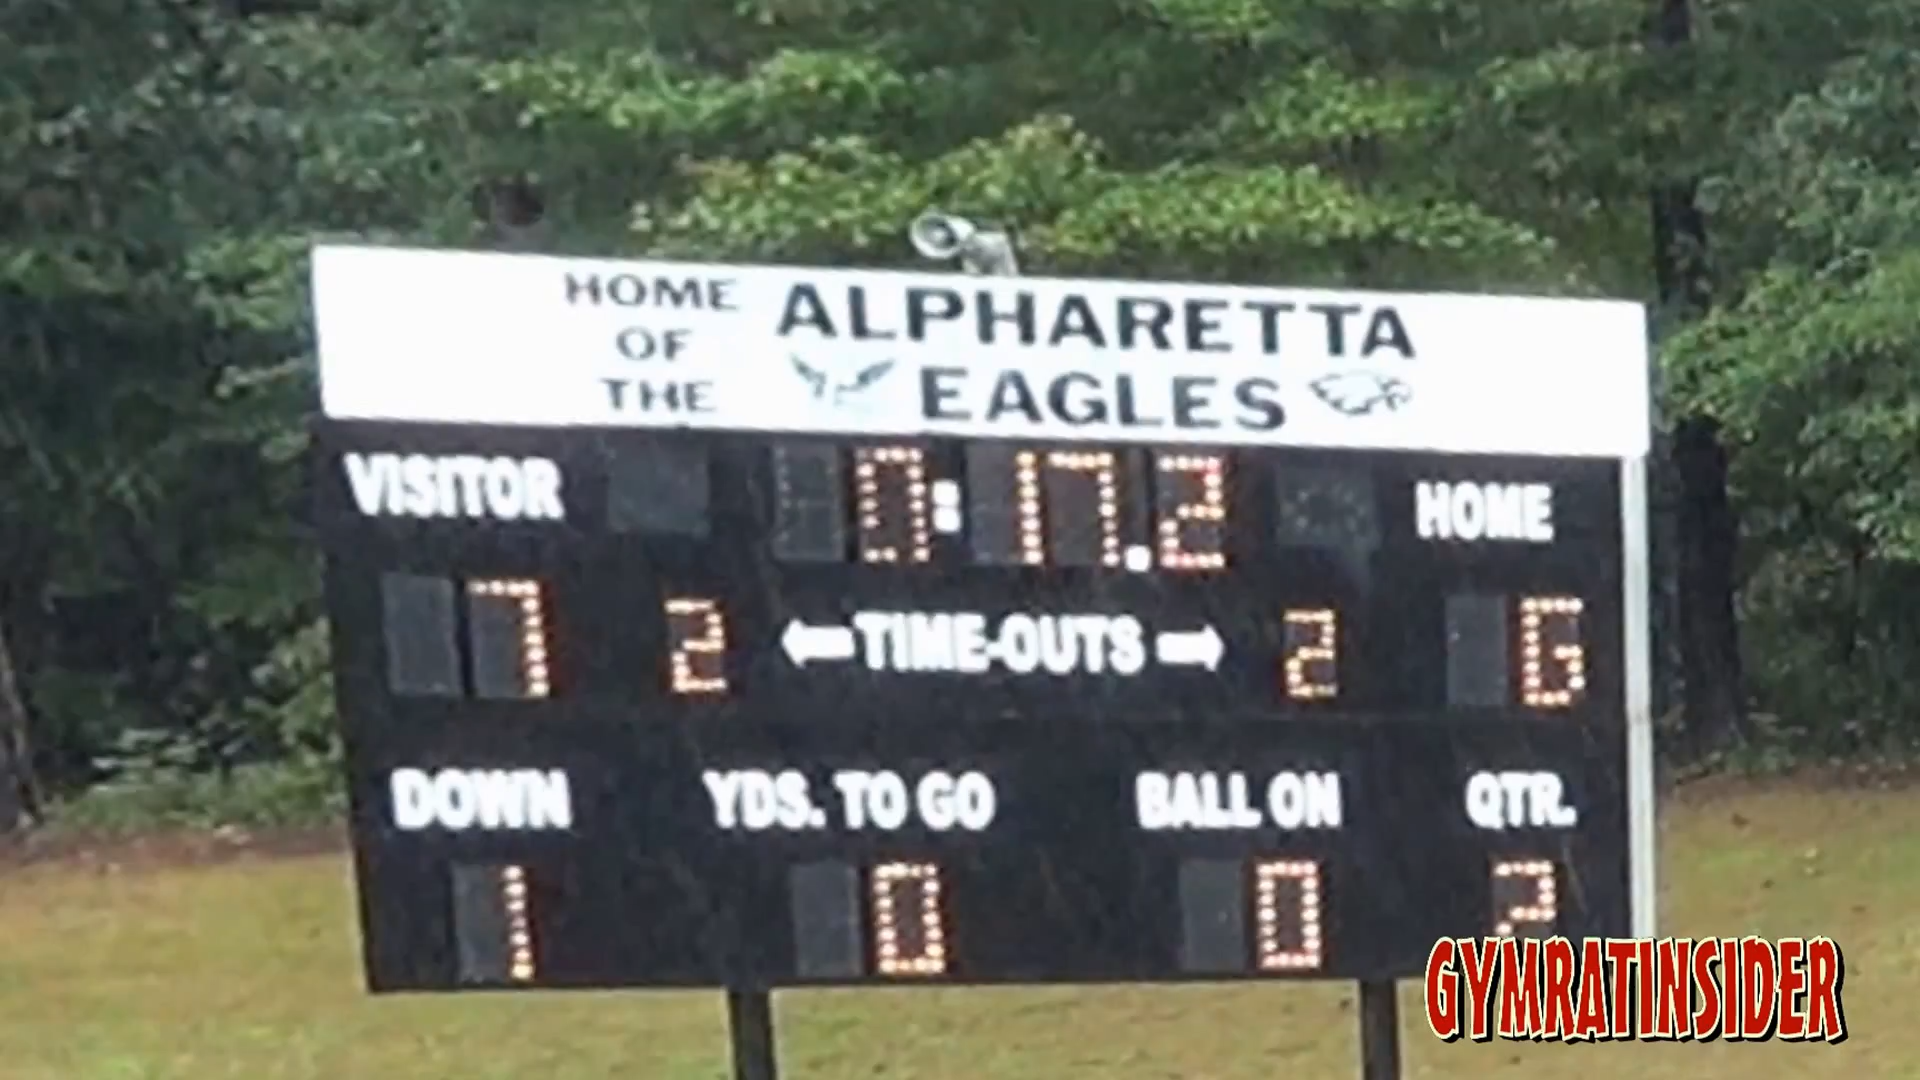 HOME ALPHARETTA
OF
THE EAGLES
VISITOR 0:17.2 HOME
7 2 TIME-OUTS 2 6
DOWN YDS. TO GO BALL ON QTR.
1 0 0 2
GYMRATINSIDER